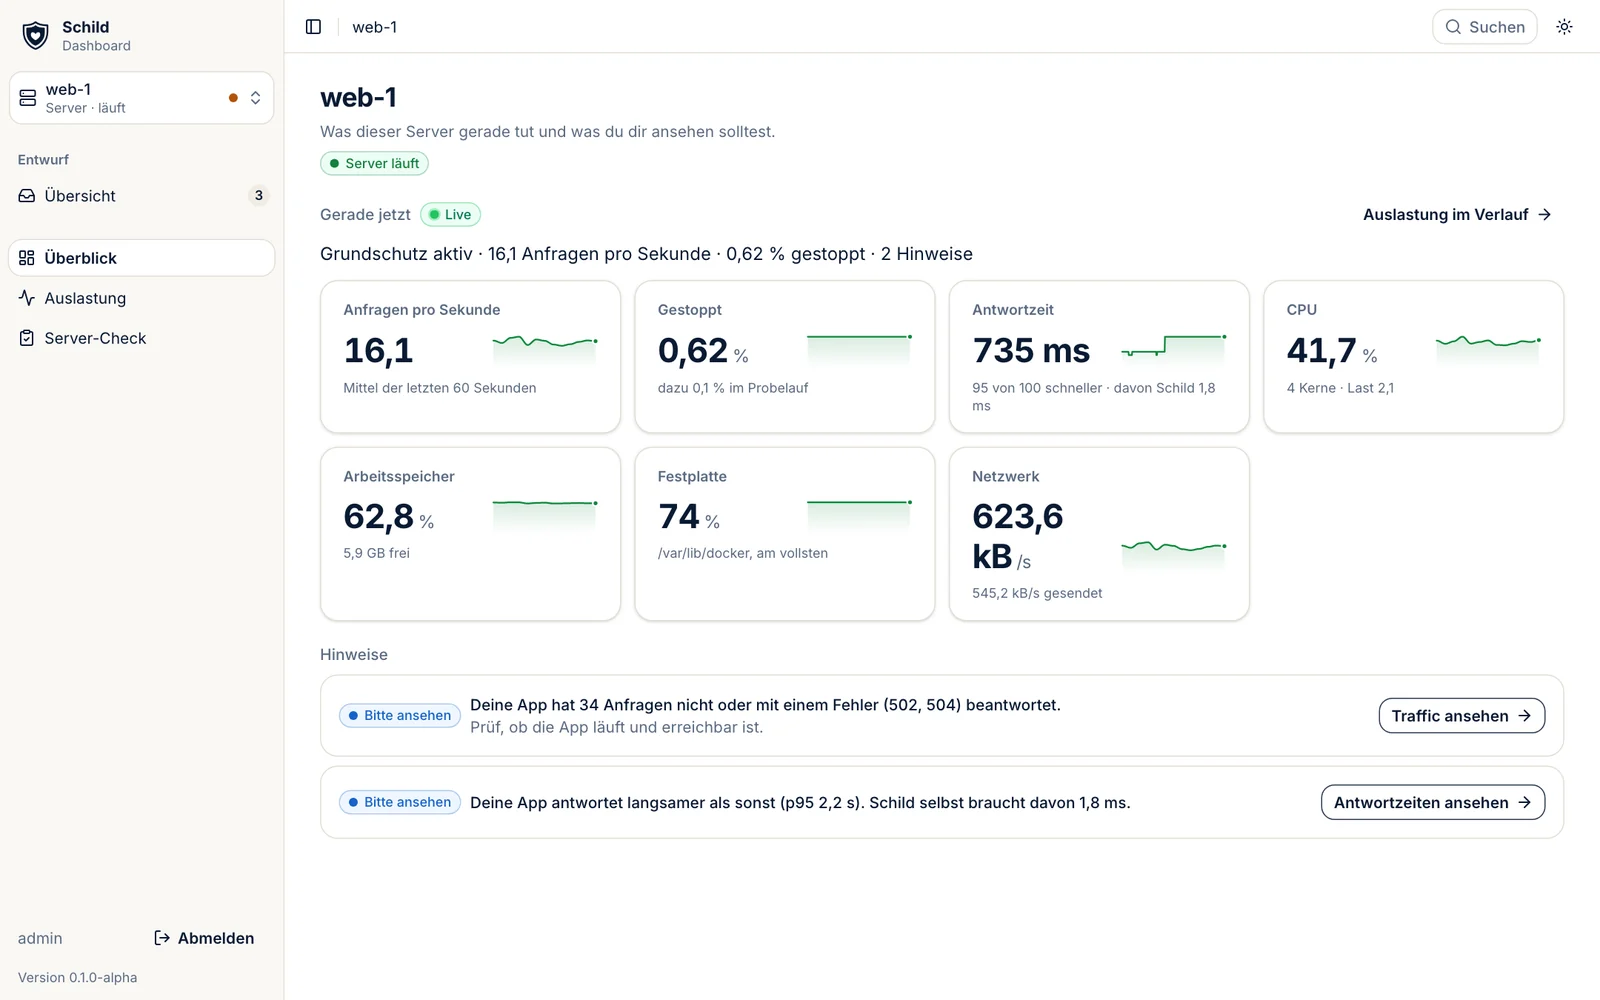 Schild
Dashboard
web-1
Server · läuft
Entwurf
Übersicht
3
Überblick
Auslastung
Server-Check
admin
Abmelden
Version 0.1.0-alpha
web-1
Suchen
web-1
Was dieser Server gerade tut und was du dir ansehen solltest.
Server läuft
Gerade jetzt
Live
Auslastung im Verlauf
Grundschutz aktiv · 16,1 Anfragen pro Sekunde · 0,62 % gestoppt · 2 Hinweise
Anfragen pro Sekunde
16,1
Mittel der letzten 60 Sekunden
Gestoppt
0,62 %
dazu 0,1 % im Probelauf
Antwortzeit
735 ms
95 von 100 schneller · davon Schild 1,8
ms
CPU
41,7 %
4 Kerne · Last 2,1
Arbeitsspeicher
62,8 %
5,9 GB frei
Festplatte
74 %
/var/lib/docker, am vollsten
Netzwerk
623,6
kB /s
545,2 kB/s gesendet
Hinweise
Bitte ansehen
Deine App hat 34 Anfragen nicht oder mit einem Fehler (502, 504) beantwortet.
Prüf, ob die App läuft und erreichbar ist.
Traffic ansehen
Bitte ansehen
Deine App antwortet langsamer als sonst (p95 2,2 s). Schild selbst braucht davon 1,8 ms.
Antwortzeiten ansehen